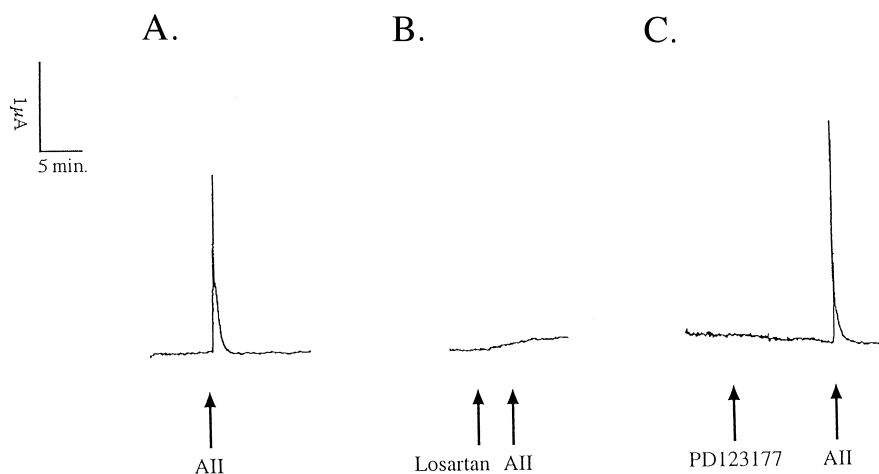 A.
B.
C.
1μA
5 min.
AII
Losartan AII
PD123177 AII